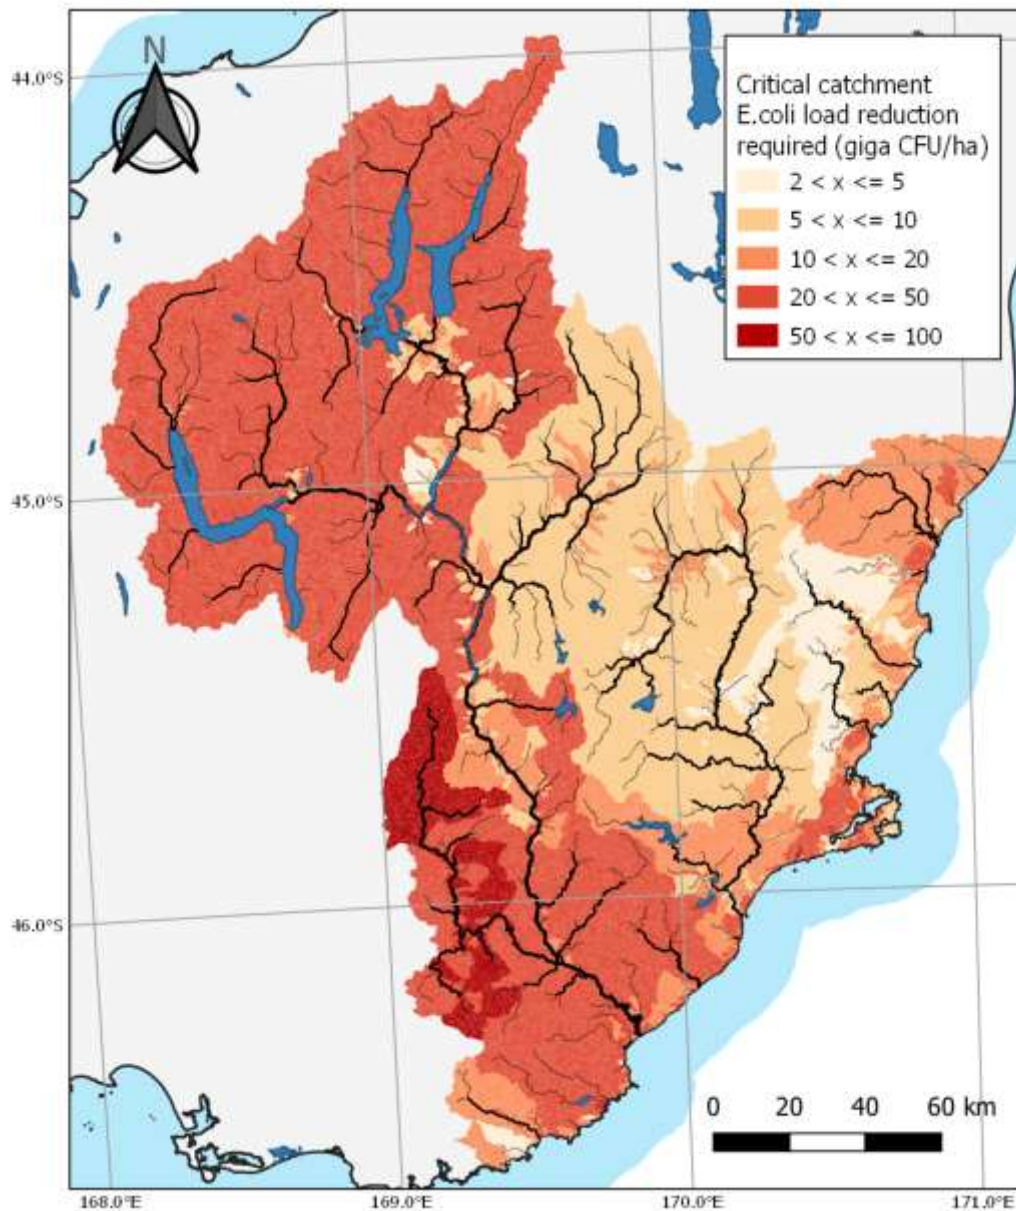 N
44.0°S
45.0°S
46.0°S
Critical catchment
E.coli load reduction
required (giga CFU/ha)
2 < x <= 5
5 < x <= 10
10 < x <= 20
20 < x <= 50
50 < x <= 100
0 20 40 60 km
168.0°E 169.0°E 170.0°E 171.0°E